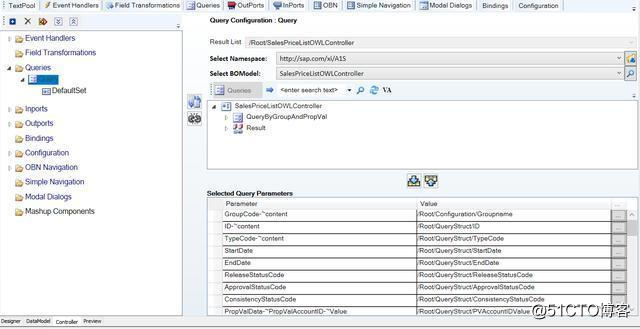 TextPool Event Handlers Field Transformations Queries OutPorts InPorts OBN Simple Navigation Modal Dialogs Bindings Configuration
Event Handlers
Field Transformations
Queries
DefaultSet
Inports
Outports
Bindings
Configuration
OBN Navigation
Simple Navigation
Modal Dialogs
Mashup Components
Query Configuration : Query
Result List /Root/SalesPriceListOWLController
Select Namespace: http://sap.com/xi/A1S
Select BOModel: SalesPriceListOWLController
Queries <enter search text> VA
SalesPriceListOWLController
QueryByGroupAndPropVal
Result
Selected Query Parameters
Parameter Value ...
GroupCode-~content /Root/Configuration/Groupname ...
ID-~content /Root/QueryStruct/ID ...
TypeCode-~content /Root/QueryStruct/TypeCode ...
StartDate /Root/QueryStruct/StartDate ...
EndDate /Root/QueryStruct/EndDate ...
ReleaseStatusCode /Root/QueryStruct/ReleaseStatusCode ...
ApprovalStatusCode /Root/QueryStruct/ApprovalStatusCode ...
ConsistencyStatusCode /Root/QueryStruct/ConsistencyStatusCode ...
PropValData-~PropValAccountID-~Value /Root/QueryStruct/PVAccountIDValue
Designer DataModel Controller Preview
@51CTO博客